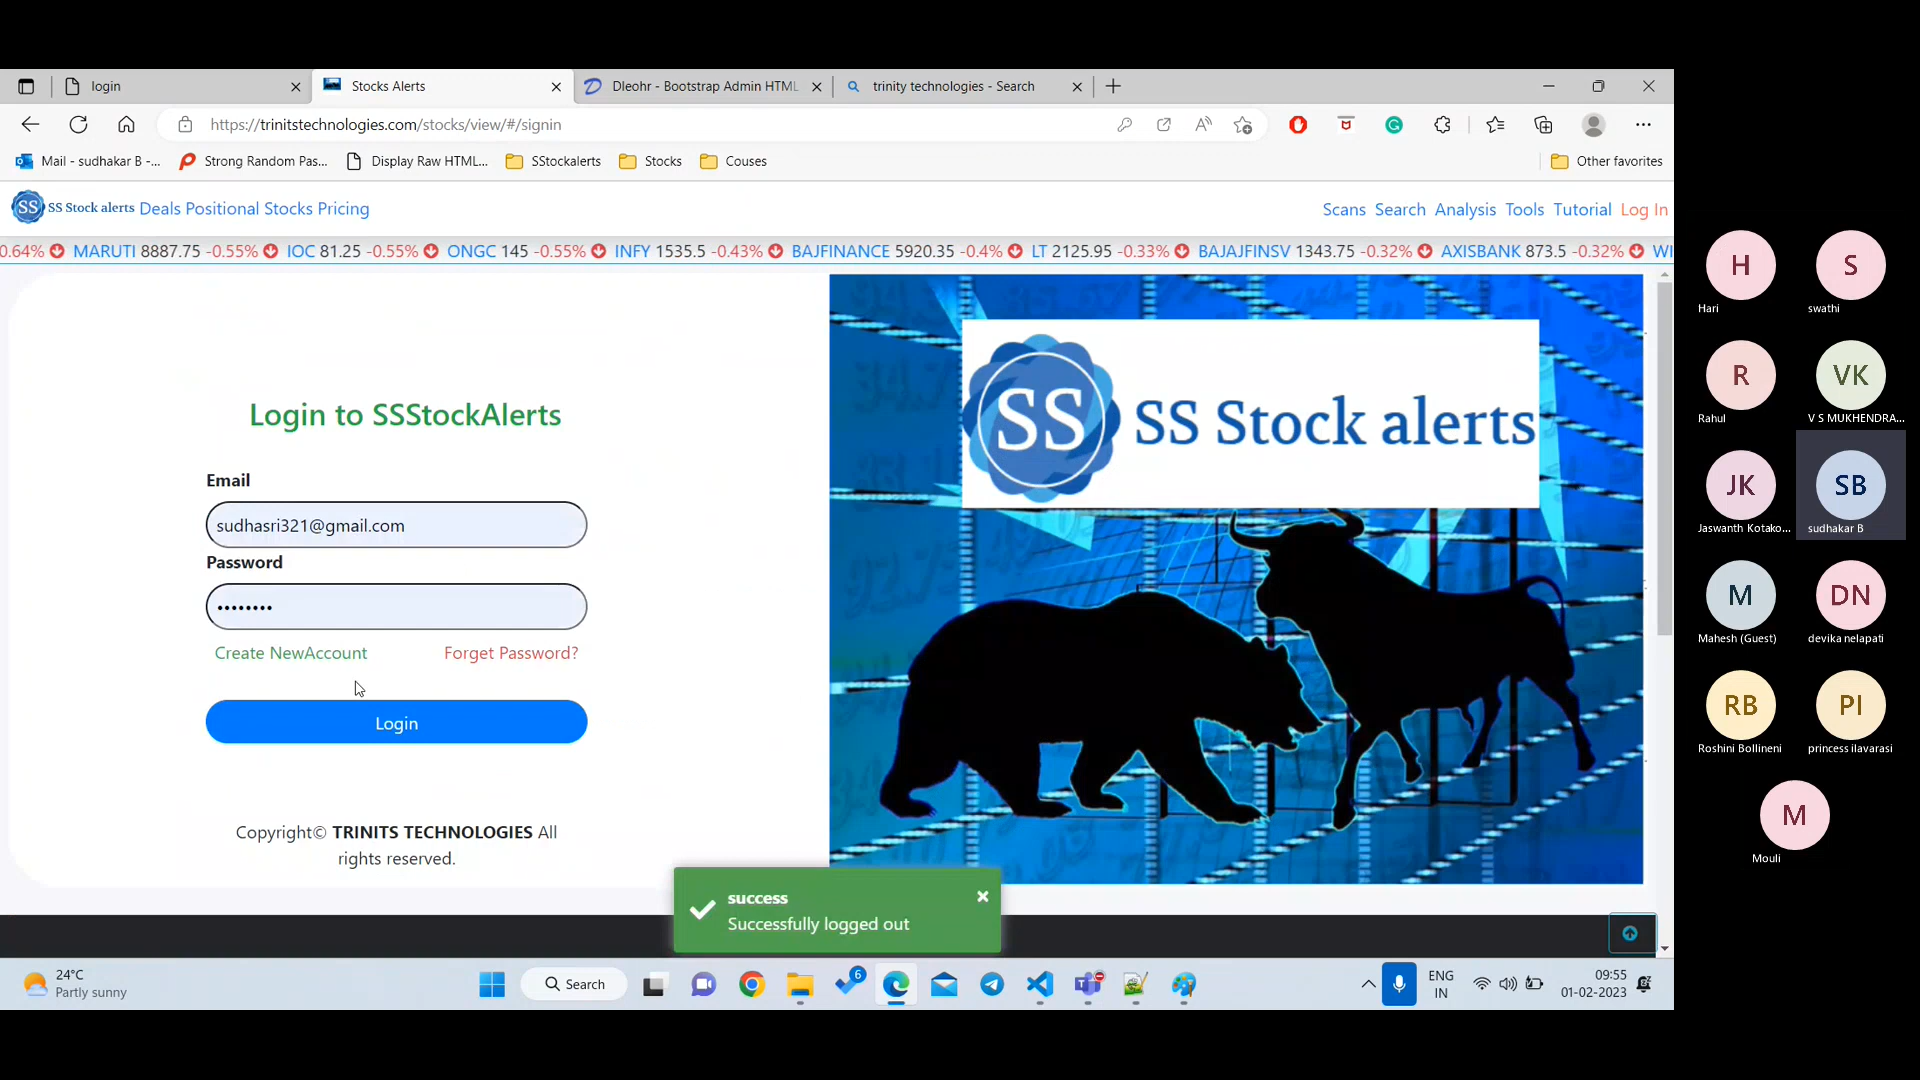 login
Stocks Alerts
Dleohr - Bootstrap Admin HTML
trinity technologies - Search
https://trinitstechnologies.com/stocks/view/#/signin
Mail - sudhakar B -...
Strong Random Pas...
Display Raw HTML...
SStockalerts
Stocks
Couses
Other favorites
SS SS Stock alerts Deals Positional Stocks Pricing
Scans Search Analysis Tools Tutorial Log In
0.64% MARUTI 8887.75 -0.55% IOC 81.25 -0.55% ONGC 145 -0.55% INFY 1535.5 -0.43% BAJFINANCE 5920.35 -0.4% LT 2125.95 -0.33% BAJAJFINSV 1343.75 -0.32% AXISBANK 873.5 -0.32% WI
Login to SSStockAlerts
Email
sudhasri321@gmail.com
Password
••••••••
Create NewAccount
Forget Password?
Login
Copyright© TRINITS TECHNOLOGIES All
rights reserved.
SS SS Stock alerts
success
Successfully logged out
24°C
Partly sunny
Search
6
ENG
IN
09:55
01-02-2023
H
Hari
S
swathi
R
Rahul
VK
V S MUKHENDRA...
JK
Jaswanth Kotako...
SB
sudhakar B
M
Mahesh (Guest)
DN
devika nelapati
RB
Roshini Bollineni
PI
princess ilavarasi
M
Mouli